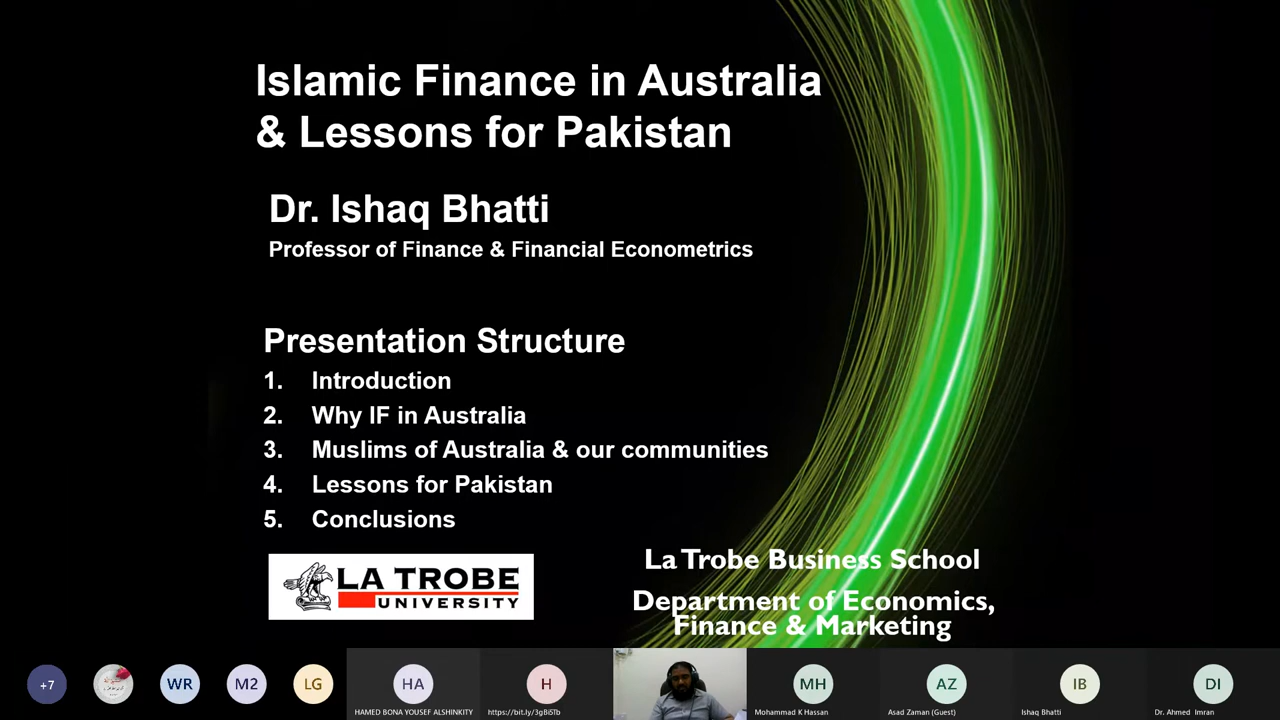 Islamic Finance in Australia
& Lessons for Pakistan
Dr. Ishaq Bhatti
Professor of Finance & Financial Econometrics
Presentation Structure
1. Introduction
2. Why IF in Australia
3. Muslims of Australia & our communities
4. Lessons for Pakistan
5. Conclusions
LA TROBE
UNIVERSITY
La Trobe Business School
Department of Economics,
Finance & Marketing
+7
WR
M2
LG
HA
HAMED BONA YOUSEF ALSHINKITY
H
https://bit.ly/3gBiSTb
MH
Mohammad K Hassan
AZ
Asad Zaman (Guest)
IB
Ishaq Bhatti
DI
Dr. Ahmed Imran